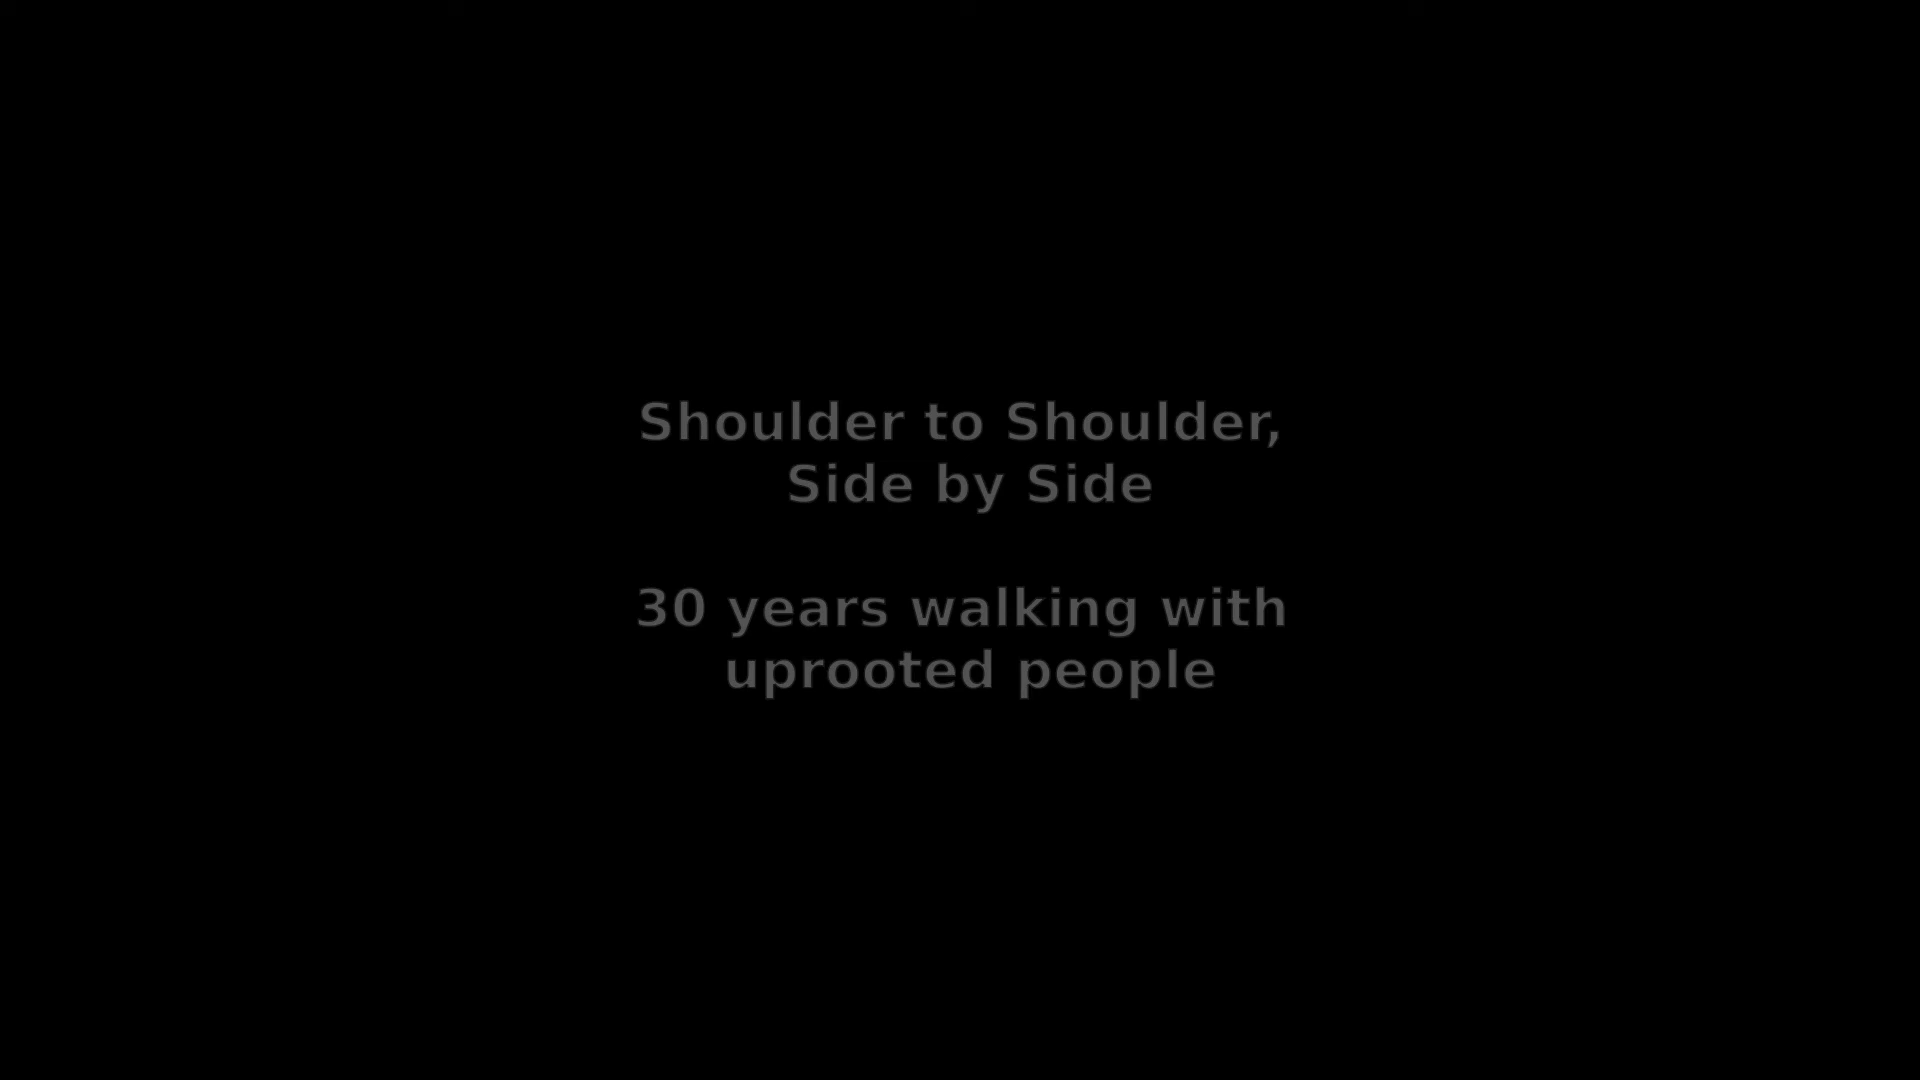 Shoulder to Shoulder,
Side by Side
30 years walking with
uprooted people